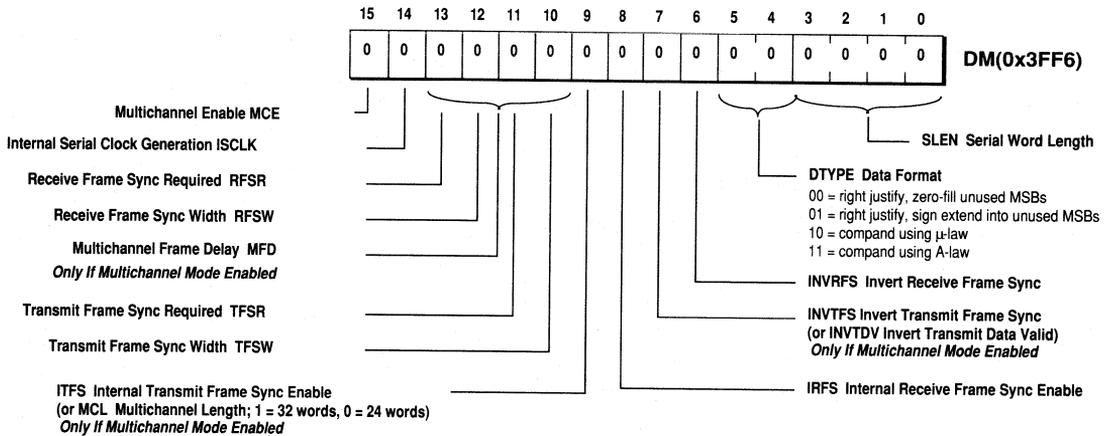 15 14 13 12 11 10 9 8 7 6 5 4 3 2 1 0
0 0 0 0 0 0 0 0 0 0 0 0 0 0 0 0 DM(0x3FF6)
Multichannel Enable MCE
Internal Serial Clock Generation ISCLK
Receive Frame Sync Required RFSR
Receive Frame Sync Width RFSW
Multichannel Frame Delay MFD
Only If Multichannel Mode Enabled
Transmit Frame Sync Required TFSR
Transmit Frame Sync Width TFSW
ITFS Internal Transmit Frame Sync Enable
(or MCL Multichannel Length; 1 = 32 words, 0 = 24 words)
Only If Multichannel Mode Enabled
SLEN Serial Word Length
DTYPE Data Format
00 = right justify, zero-fill unused MSBs
01 = right justify, sign extend into unused MSBs
10 = compand using μ-law
11 = compand using A-law
INVRFS Invert Receive Frame Sync
INVTFS Invert Transmit Frame Sync
(or INVTDV Invert Transmit Data Valid)
Only If Multichannel Mode Enabled
IRFS Internal Receive Frame Sync Enable